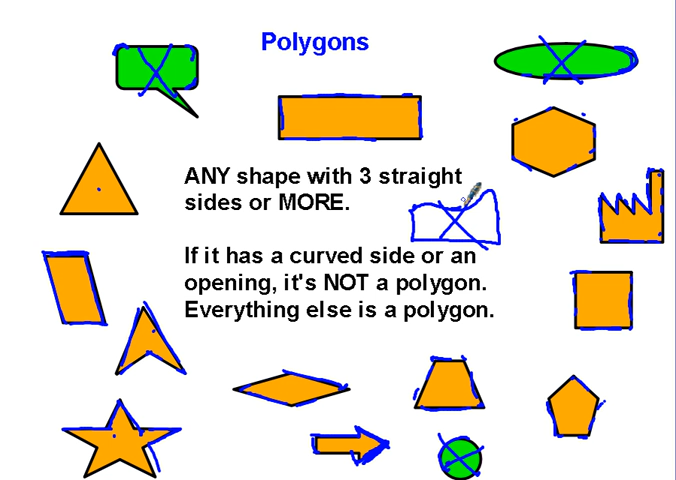 Polygons
ANY shape with 3 straight
sides or MORE.
If it has a curved side or an
opening, it's NOT a polygon.
Everything else is a polygon.